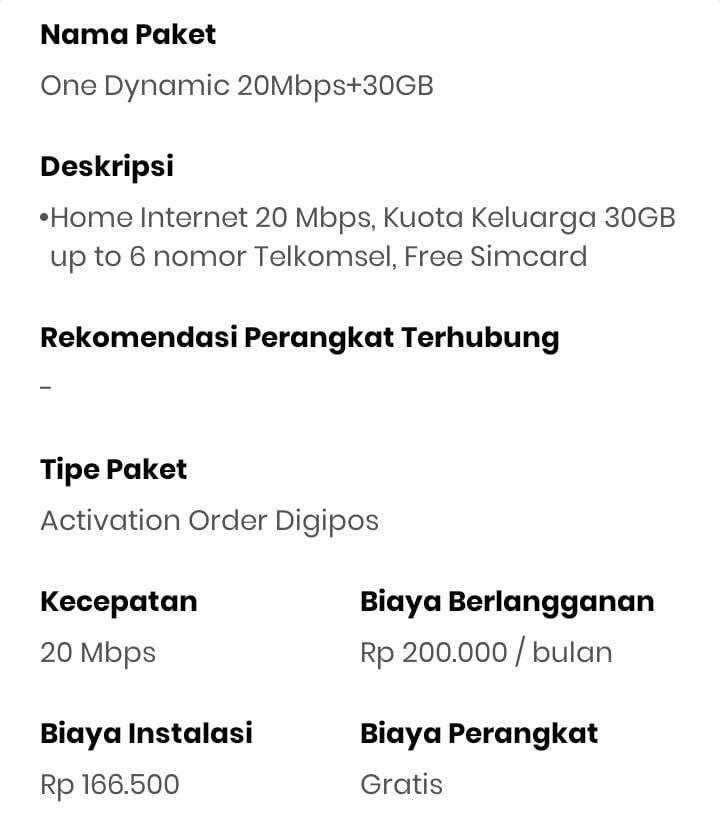 Nama Paket
One Dynamic 20Mbps+30GB
Deskripsi
•Home Internet 20 Mbps, Kuota Keluarga 30GB
up to 6 nomor Telkomsel, Free Simcard
Rekomendasi Perangkat Terhubung
-
Tipe Paket
Activation Order Digipos
Kecepatan
20 Mbps
Biaya Berlangganan
Rp 200.000 / bulan
Biaya Instalasi
Rp 166.500
Biaya Perangkat
Gratis